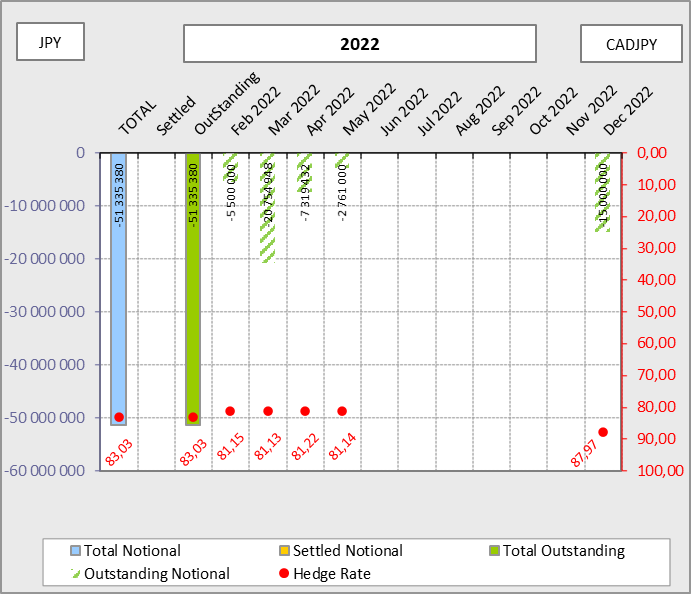 JPY
2022
CADJPY
TOTAL
Settled
OutStanding
Feb 2022
Mar 2022
Apr 2022
May 2022
Jun 2022
Jul 2022
Aug 2022
Sep 2022
Oct 2022
Nov 2022
Dec 2022
0
-10 000 000
-20 000 000
-30 000 000
-40 000 000
-50 000 000
-60 000 000
-51 335 380
-51 335 380
-5 500 000
-20 754 948
-7 319 432
-2 761 000
-15 000 000
83,03
83,03
81,15
81,13
81,22
81,14
87,97
0,00
10,00
20,00
30,00
40,00
50,00
60,00
70,00
80,00
90,00
100,00
Total Notional
Settled Notional
Total Outstanding
Outstanding Notional
Hedge Rate